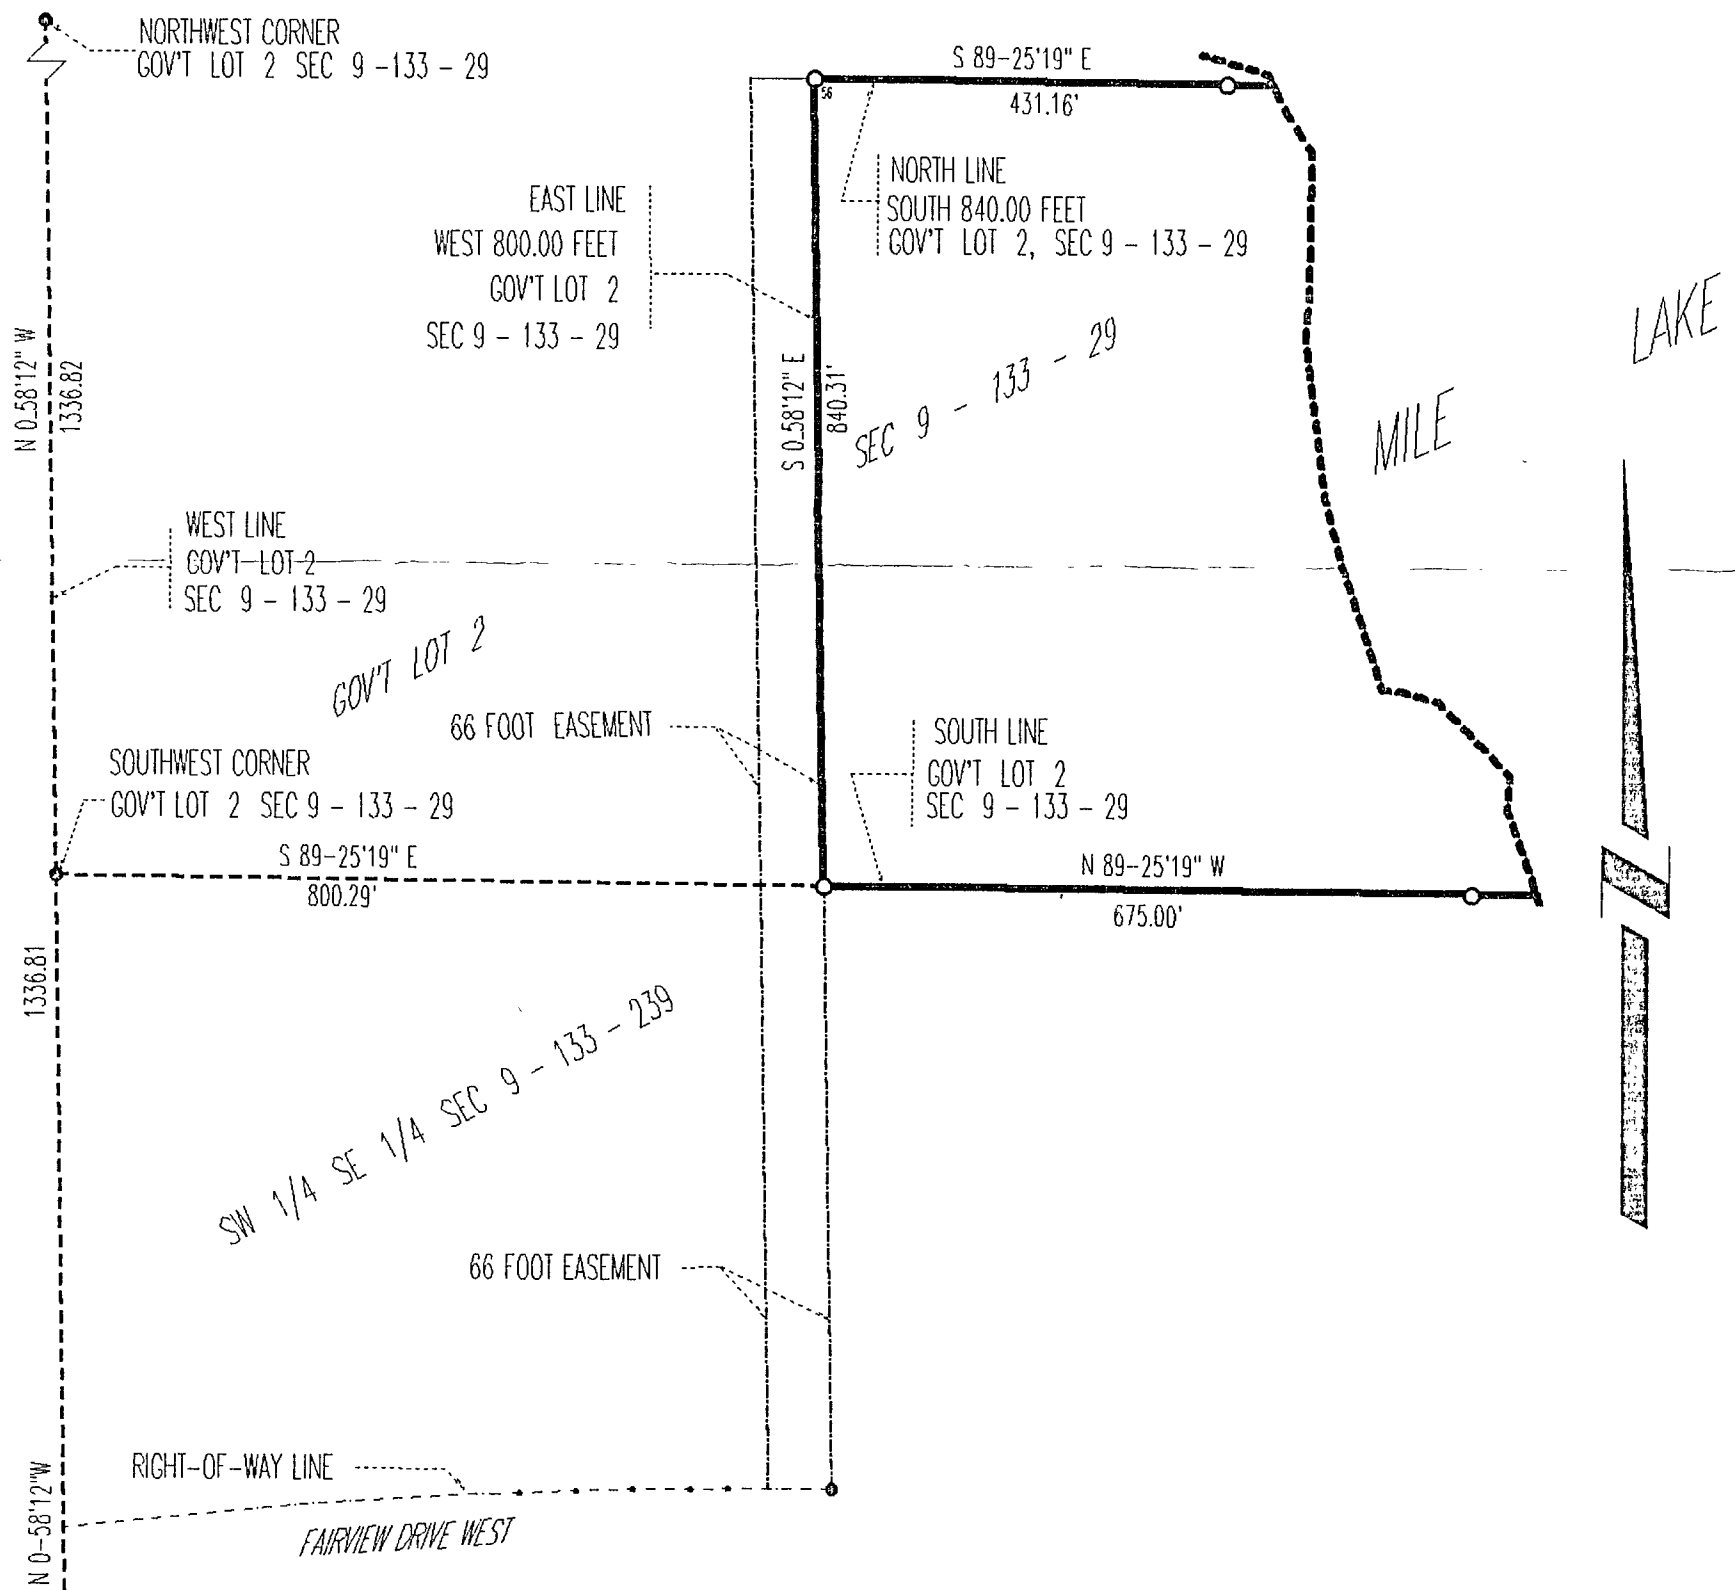 NORTHWEST CORNER
GOV'T LOT 2 SEC 9 -133 - 29
S 89-25'19" E
431.16'
56
NORTH LINE
SOUTH 840.00 FEET
GOV'T LOT 2, SEC 9 - 133 - 29
EAST LINE
WEST 800.00 FEET
GOV'T LOT 2
SEC 9 - 133 - 29
N 0_58'12" W
1336.82
S 0_58'12" E
840.31'
SEC 9 - 133 - 29
MILE
LAKE
WEST LINE
GOV'T LOT 2
SEC 9 - 133 - 29
GOV'T LOT 2
66 FOOT EASEMENT
SOUTH LINE
GOV'T LOT 2
SEC 9 - 133 - 29
SOUTHWEST CORNER
GOV'T LOT 2 SEC 9 - 133 - 29
S 89-25'19" E
800.29'
N 89-25'19" W
675.00'
1336.81
SW 1/4 SE 1/4 SEC 9 - 133 - 239
66 FOOT EASEMENT
RIGHT-OF-WAY LINE
FAIRVIEW DRIVE WEST
N 0-58'12"W